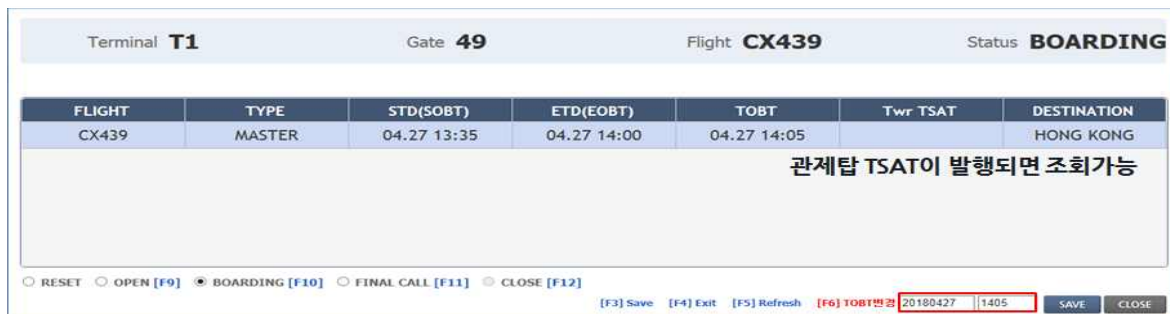 Terminal T1 Gate 49 Flight CX439 Status BOARDING
FLIGHT TYPE STD(SOBT) ETD(EOBT) TOBT Twr TSAT DESTINATION
CX439 MASTER 04.27 13:35 04.27 14:00 04.27 14:05 HONG KONG
관제탑 TSAT이 발행되면 조회가능
RESET OPEN [F9] BOARDING [F10] FINAL CALL [F11] CLOSE [F12]
[F3] Save [F4] Exit [F5] Refresh [F6] TOBT변경 20180427 1405 SAVE CLOSE